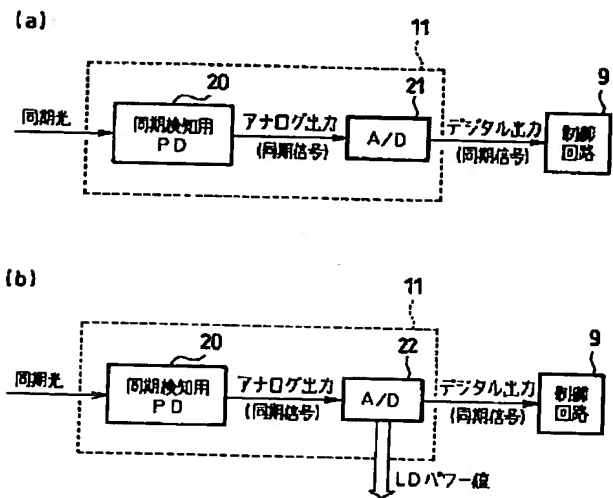 (a)
11
20
21
9
同期光
同期検知用
PD
アナログ出力
(同期信号)
A/D
デジタル出力
(同期信号)
制御
回路
(b)
11
20
22
9
同期光
同期検知用
PD
アナログ出力
(同期信号)
A/D
デジタル出力
(同期信号)
制御
回路
LDパワー値